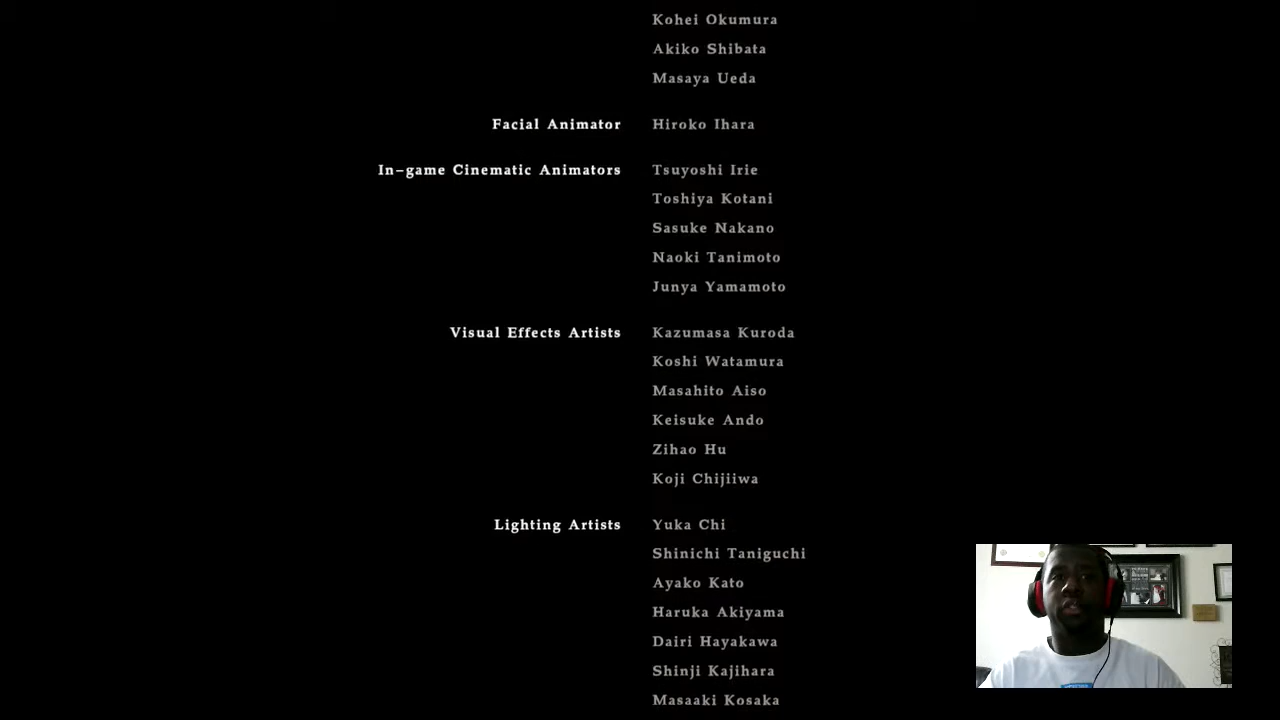 Kohei Okumura
Akiko Shibata
Masaya Ueda
Facial Animator Hiroko Ihara
In-game Cinematic Animators Tsuyoshi Irie
Toshiya Kotani
Sasuke Nakano
Naoki Tanimoto
Junya Yamamoto
Visual Effects Artists Kazumasa Kuroda
Koshi Watamura
Masahito Aiso
Keisuke Ando
Zihao Hu
Koji Chijiiwa
Lighting Artists Yuka Chi
Shinichi Taniguchi
Ayako Kato
Haruka Akiyama
Dairi Hayakawa
Shinji Kajihara
Masaaki Kosaka